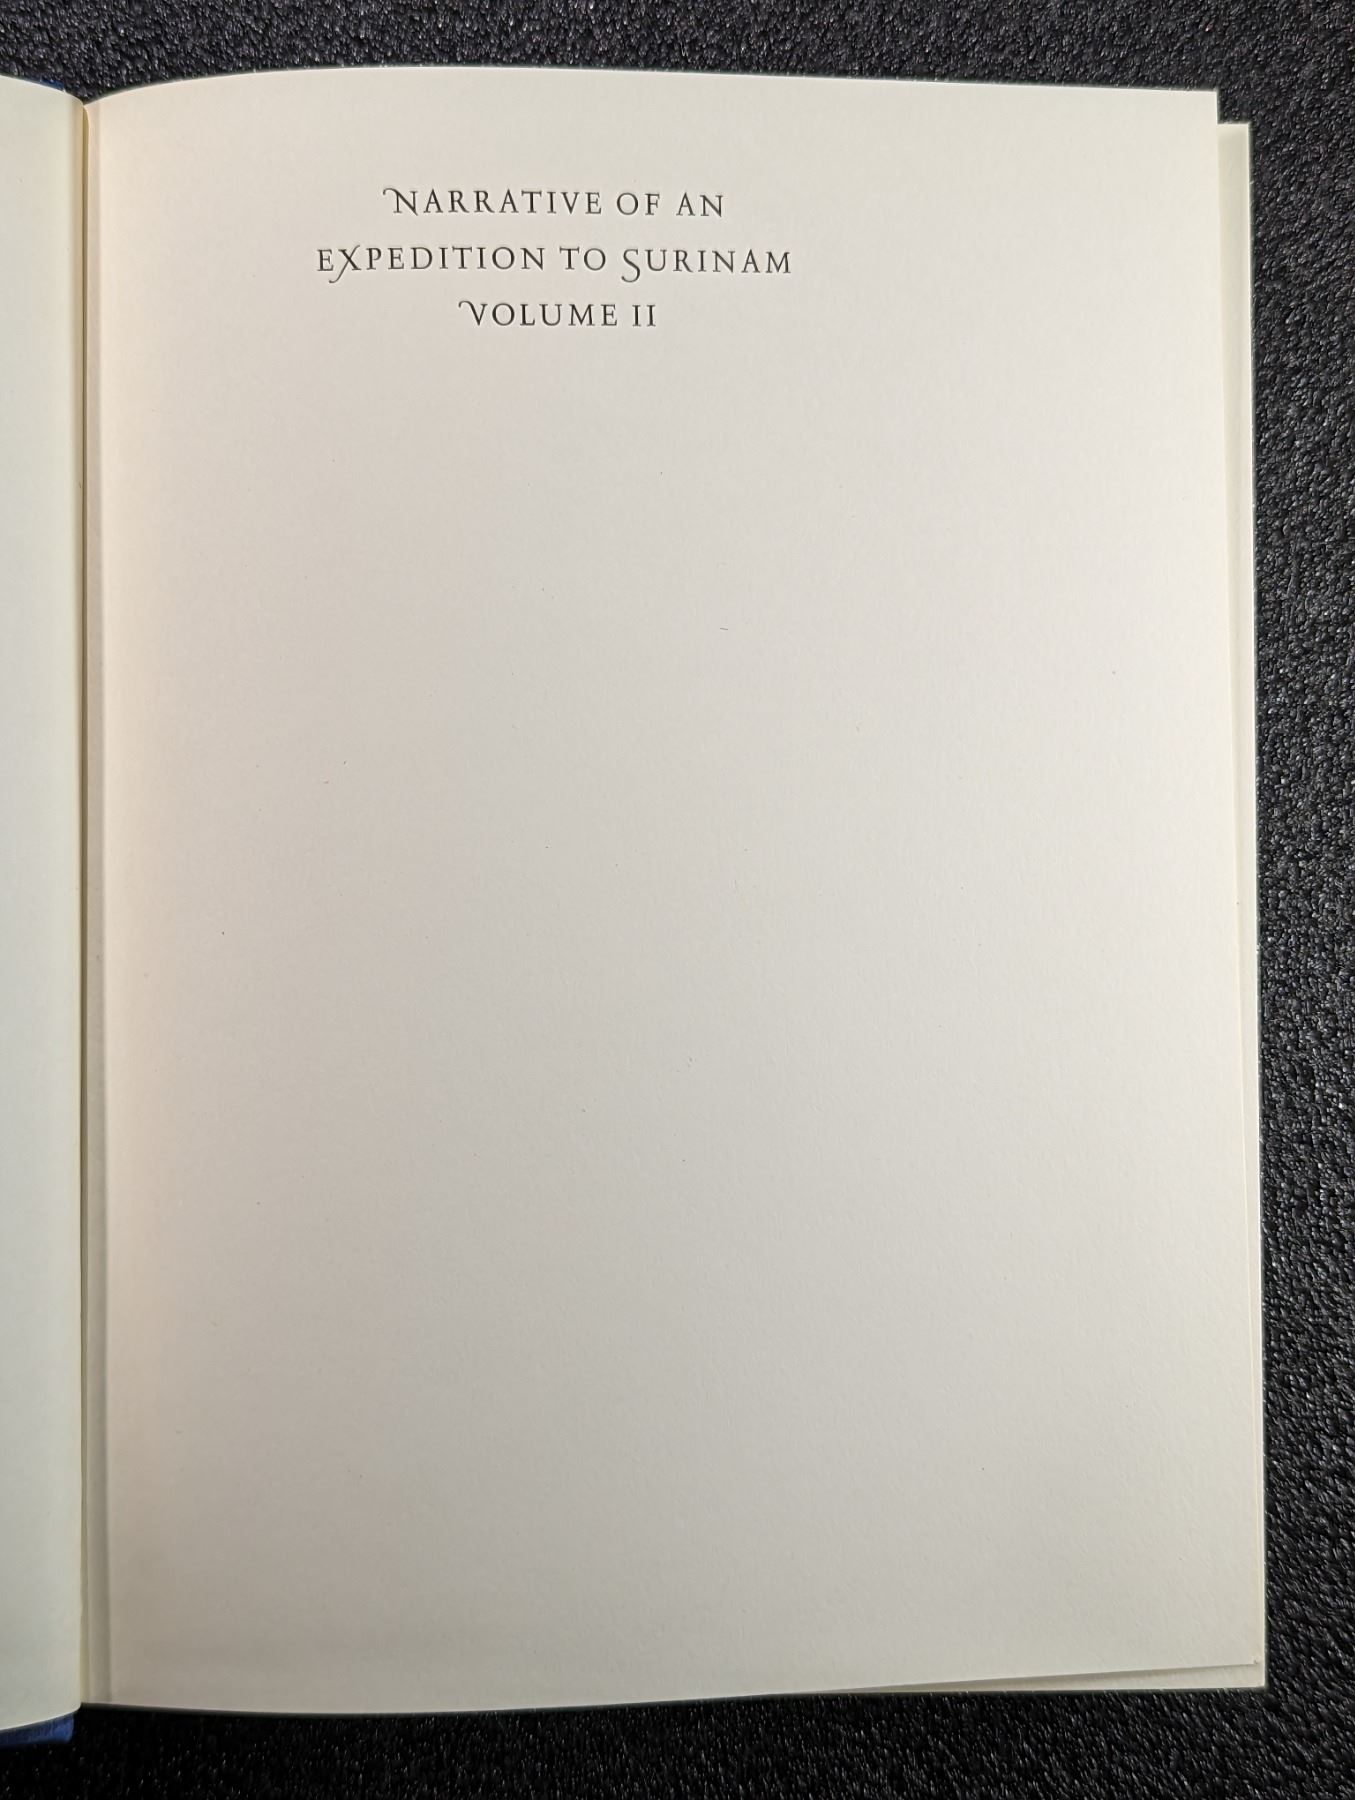 NARRATIVE OF AN
EXPEDITION TO SURINAM
VOLUME II